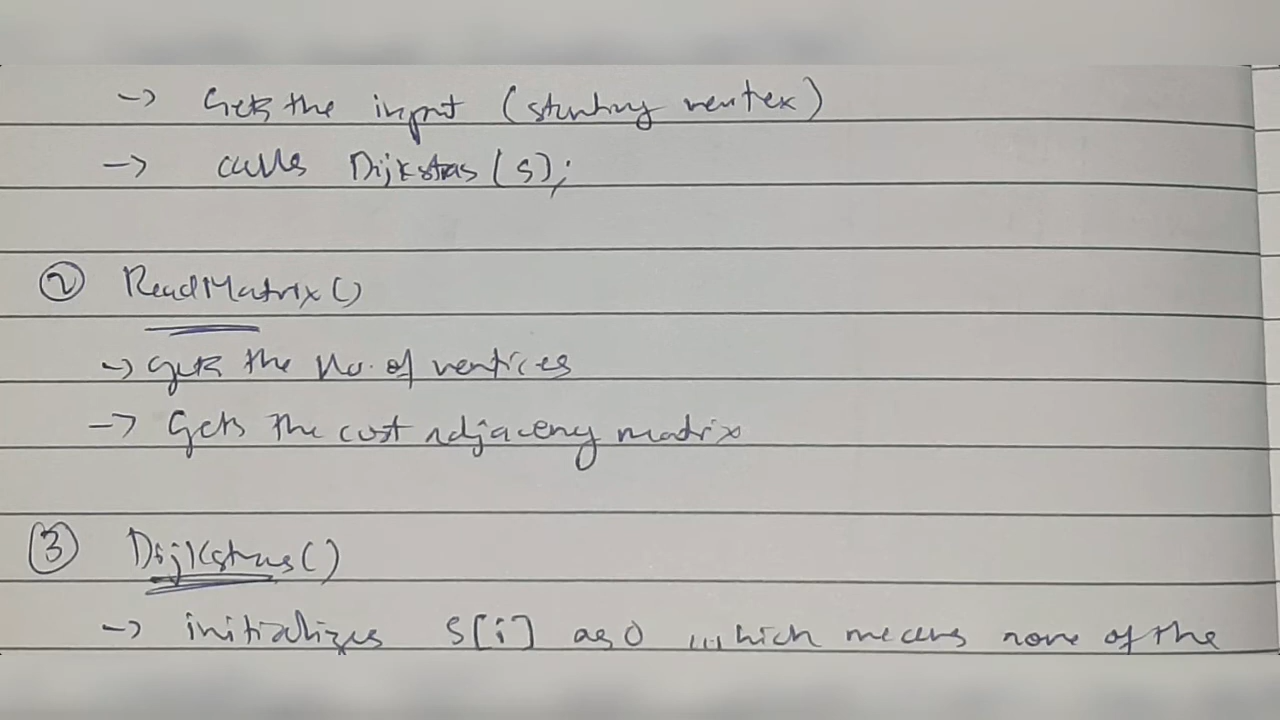 → Gets the input (starting vertex)
→ calls Dijkstras (s);
② ReadMatrix()
→ gets the No. of vertices
→ Gets the cost adjacency matrix
③ Dijkstras()
→ initializes S[i] as 0 which means none of the